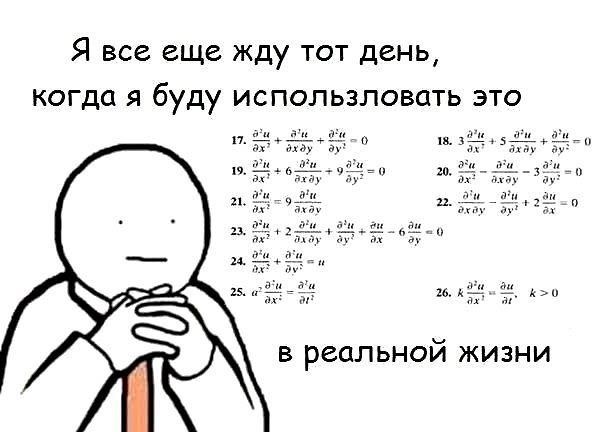 Я все еще жду тот день,
когда я буду использловать это
17. ∂²u/∂x² + ∂²u/∂x∂y + ∂²u/∂y² = 0 18. 3 ∂²u/∂x² + 5 ∂²u/∂x∂y + ∂²u/∂y² = 0
19. ∂²u/∂x² + 6 ∂²u/∂x∂y + 9 ∂²u/∂y² = 0 20. ∂²u/∂x² − ∂²u/∂x∂y − 3 ∂²u/∂y² = 0
21. ∂²u/∂x² = 9 ∂²u/∂x∂y 22. ∂²u/∂x∂y − ∂²u/∂y² + 2 ∂u/∂x = 0
23. ∂²u/∂x² + 2 ∂²u/∂x∂y + ∂²u/∂y² + ∂u/∂x − 6 ∂u/∂y = 0
24. ∂²u/∂x² + ∂²u/∂y² = u
25. a² ∂²u/∂x² = ∂²u/∂t² 26. k ∂²u/∂x² = ∂u/∂t, k > 0
в реальной жизни